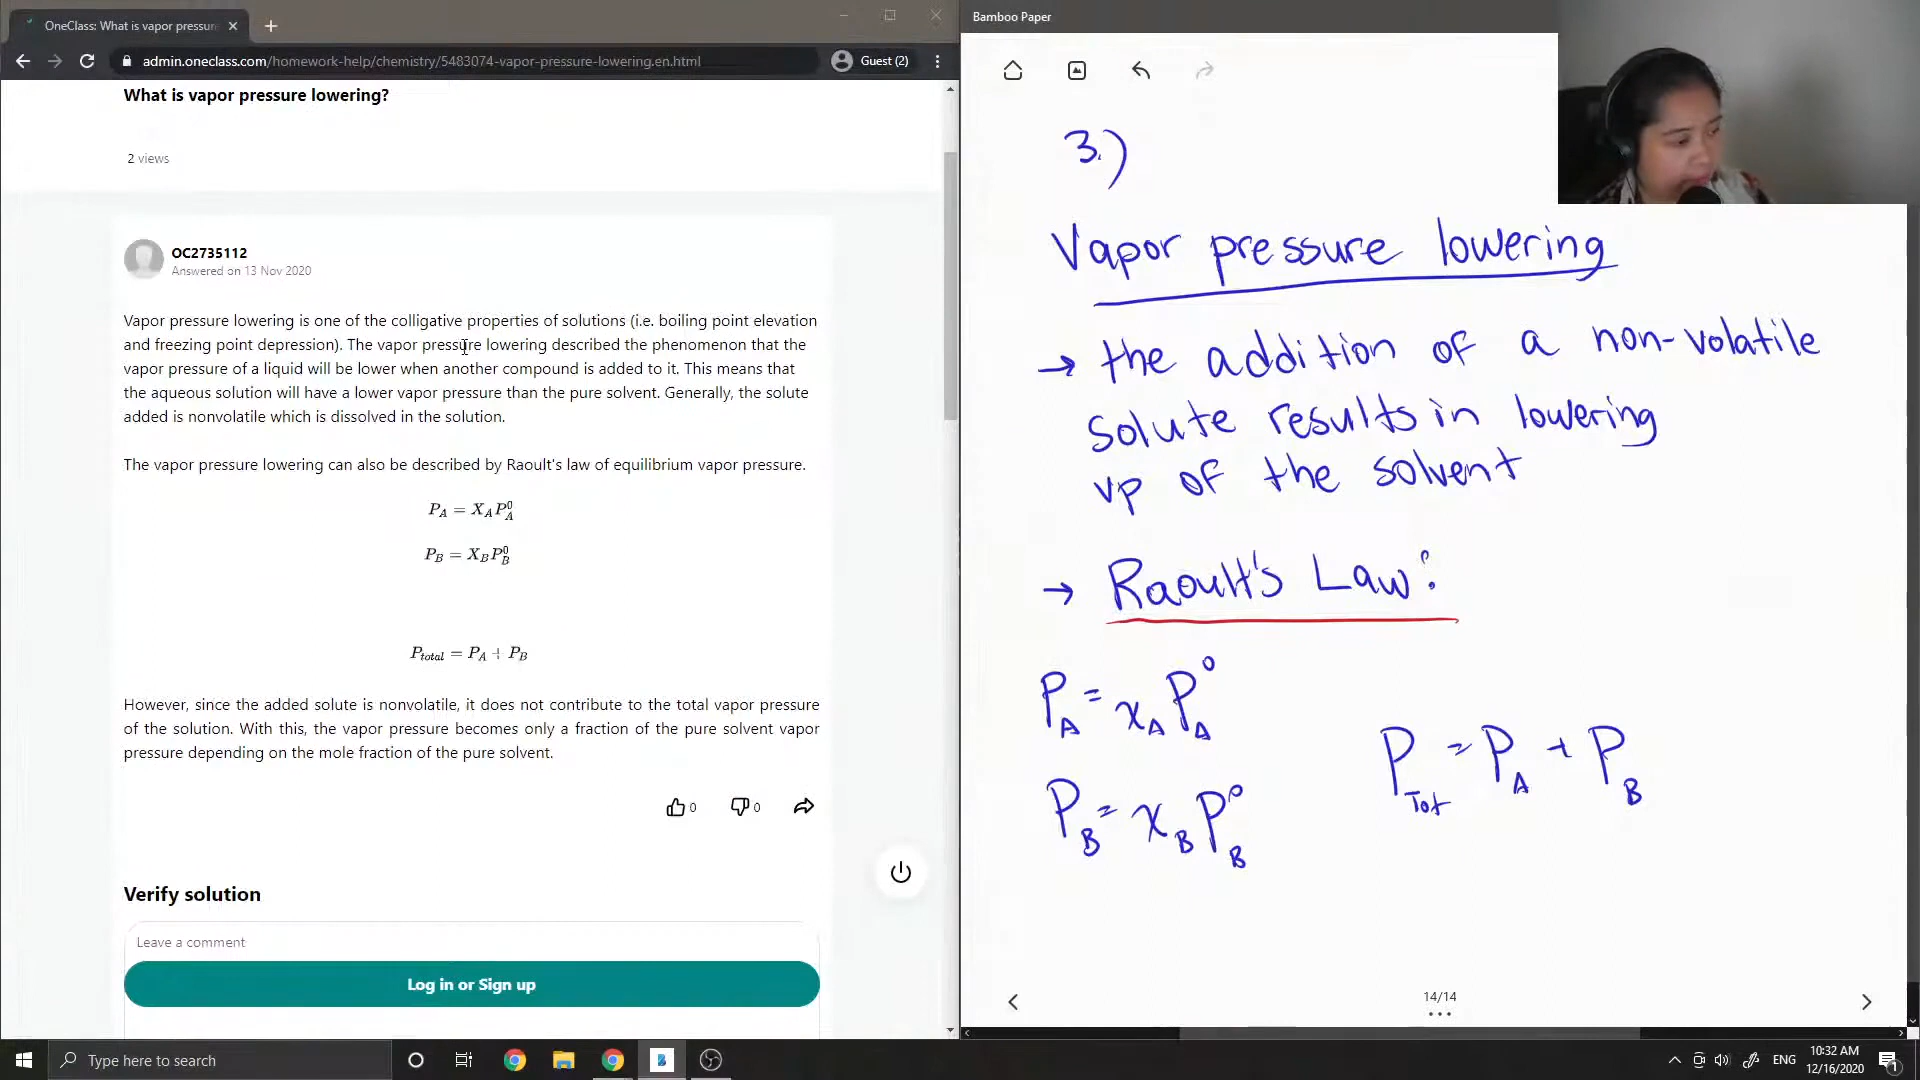 OneClass: What is vapor pressur
admin.oneclass.com/homework-help/chemistry/5483074-vapor-pressure-lowering.en.html
Guest (2)
What is vapor pressure lowering?
2 views
OC2735112
Answered on 13 Nov 2020
Vapor pressure lowering is one of the colligative properties of solutions (i.e. boiling point elevation
and freezing point depression). The vapor pressure lowering described the phenomenon that the
vapor pressure of a liquid will be lower when another compound is added to it. This means that
the aqueous solution will have a lower vapor pressure than the pure solvent. Generally, the solute
added is nonvolatile which is dissolved in the solution.
The vapor pressure lowering can also be described by Raoult's law of equilibrium vapor pressure.
P_A = X_A P_A^0
P_B = X_B P_B^0
P_total = P_A + P_B
However, since the added solute is nonvolatile, it does not contribute to the total vapor pressure
of the solution. With this, the vapor pressure becomes only a fraction of the pure solvent vapor
pressure depending on the mole fraction of the pure solvent.
0
0
Verify solution
Leave a comment
Log in or Sign up
Bamboo Paper
3.)
Vapor pressure lowering
→ the addition of a non-volatile
solute results in lowering
vp of the solvent
→ Raoult's Law:
P_A = x_A P_A^0
P_B = x_B P_B^0
P_Tot = P_A + P_B
14/14
Type here to search
ENG
10:32 AM
12/16/2020
1